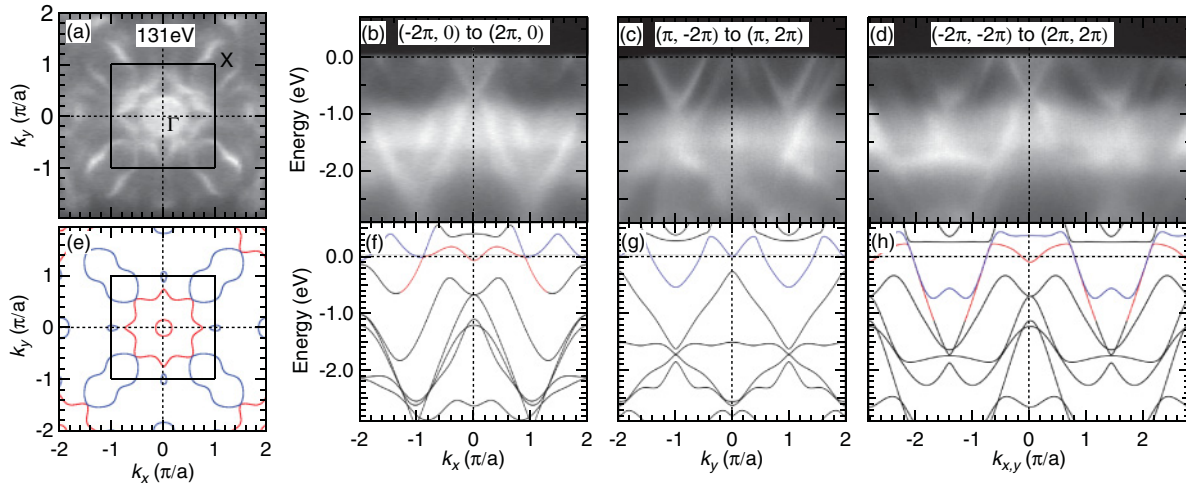 (a)
131eV
X
Γ
k_y (π/a)
2
1
0
-1
(b)
(-2π, 0) to (2π, 0)
Energy (eV)
0.0
-1.0
-2.0
(c)
(π, -2π) to (π, 2π)
(d)
(-2π, -2π) to (2π, 2π)
(e)
k_y (π/a)
1
0
-1
-2
-2 -1 0 1 2
k_x (π/a)
(f)
Energy (eV)
0.0
-1.0
-2.0
-2 -1 0 1 2
k_x (π/a)
(g)
-1 0 1 2
k_y (π/a)
(h)
-2 -1 0 1 2
k_x,y (π/a)